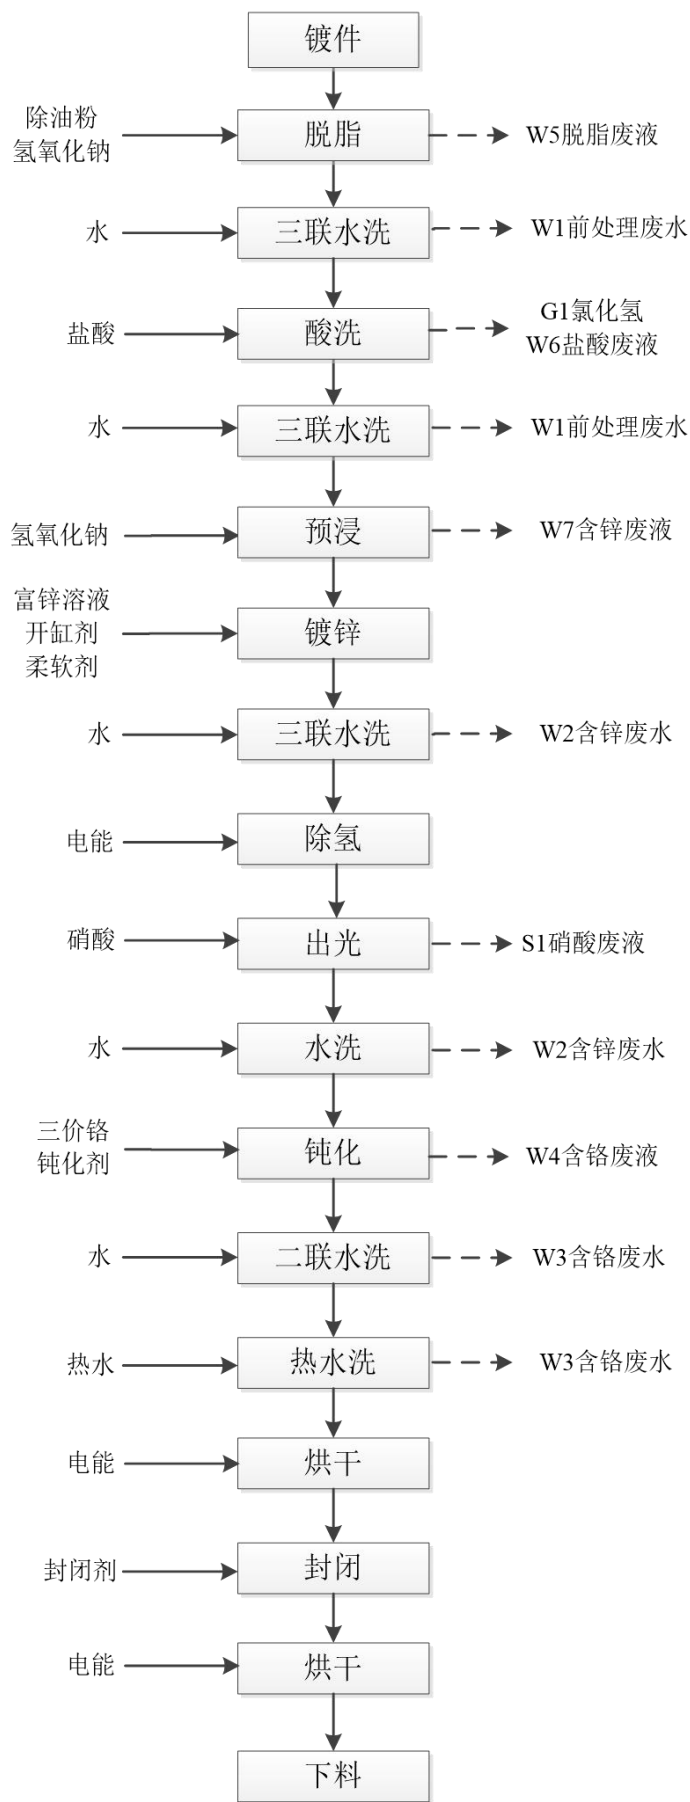 镀件
除油粉
氢氧化钠
脱脂
W5脱脂废液
水
三联水洗
W1前处理废水
盐酸
酸洗
G1氯化氢
W6盐酸废液
水
三联水洗
W1前处理废水
氢氧化钠
预浸
W7含锌废液
富锌溶液
开缸剂
柔软剂
镀锌
水
三联水洗
W2含锌废水
电能
除氢
硝酸
出光
S1硝酸废液
水
水洗
W2含锌废水
三价铬
钝化剂
钝化
W4含铬废液
水
二联水洗
W3含铬废水
热水
热水洗
W3含铬废水
电能
烘干
封闭剂
封闭
电能
烘干
下料